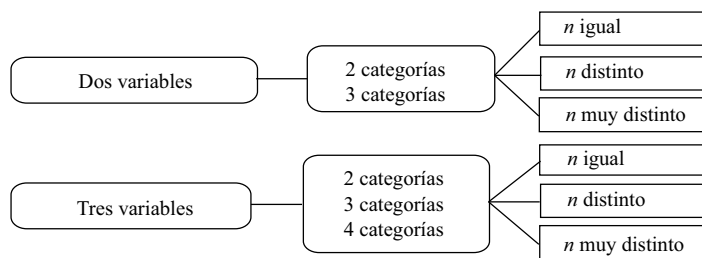 Dos variables
2 categorías
3 categorías
n igual
n distinto
n muy distinto
Tres variables
2 categorías
3 categorías
4 categorías
n igual
n distinto
n muy distinto